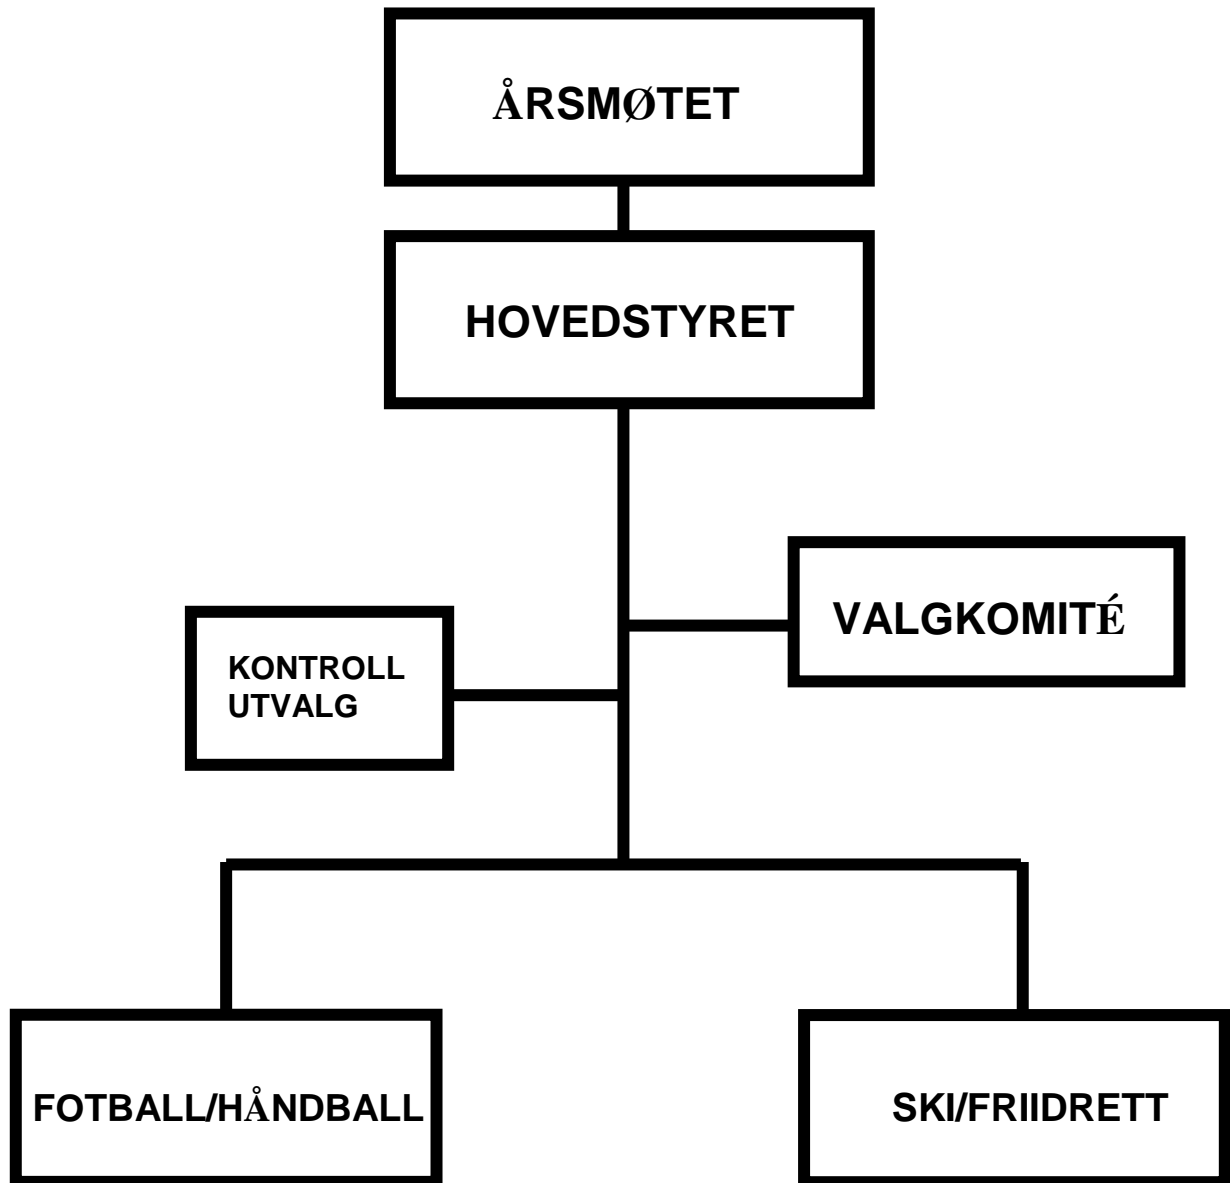 ÅRSMØTET
HOVEDSTYRET
VALGKOMITÉ
KONTROLL
UTVALG
FOTBALL/HÅNDBALL
SKI/FRIIDRETT